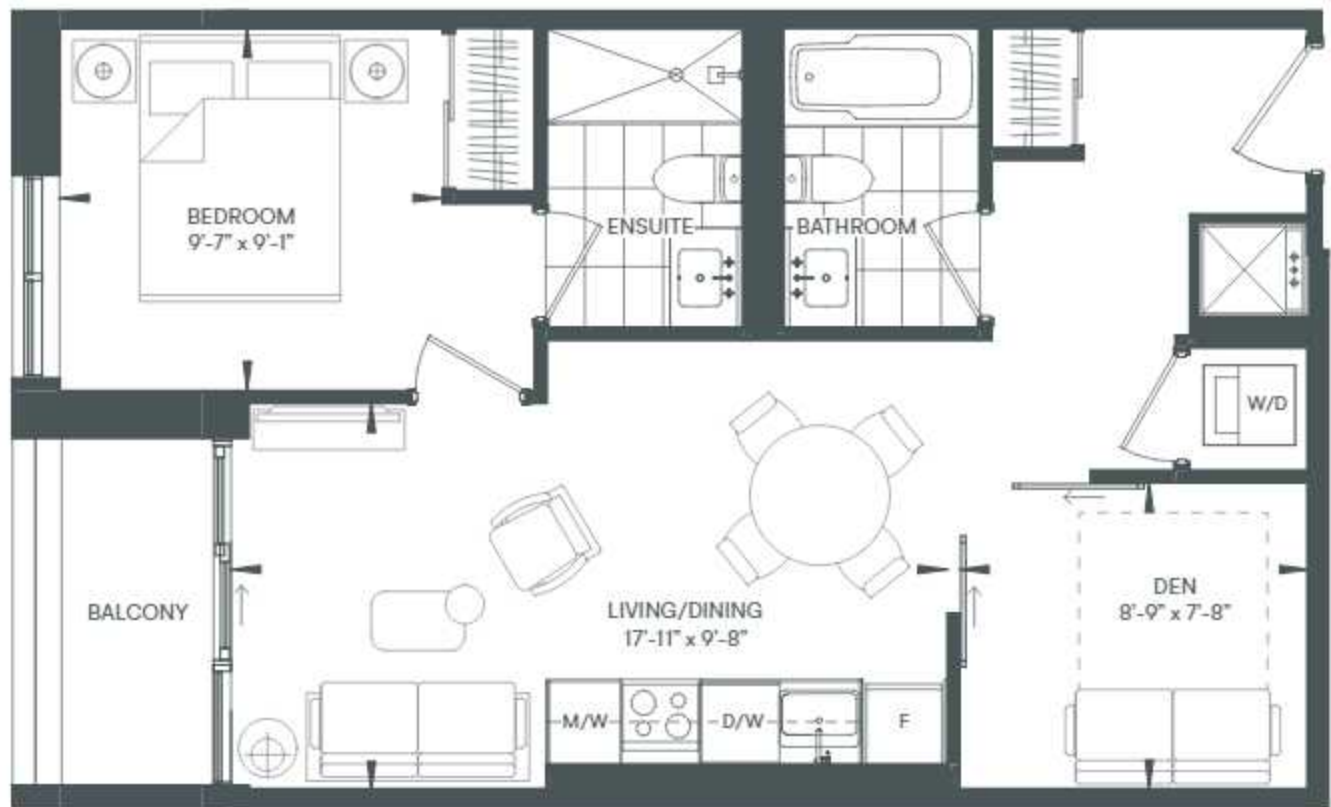 BEDROOM
9'-7" x 9'-1"
ENSUITE
BATHROOM
W/D
BALCONY
LIVING/DINING
17'-11" x 9'-8"
DEN
8'-9" x 7'-8"
M/W
D/W
F